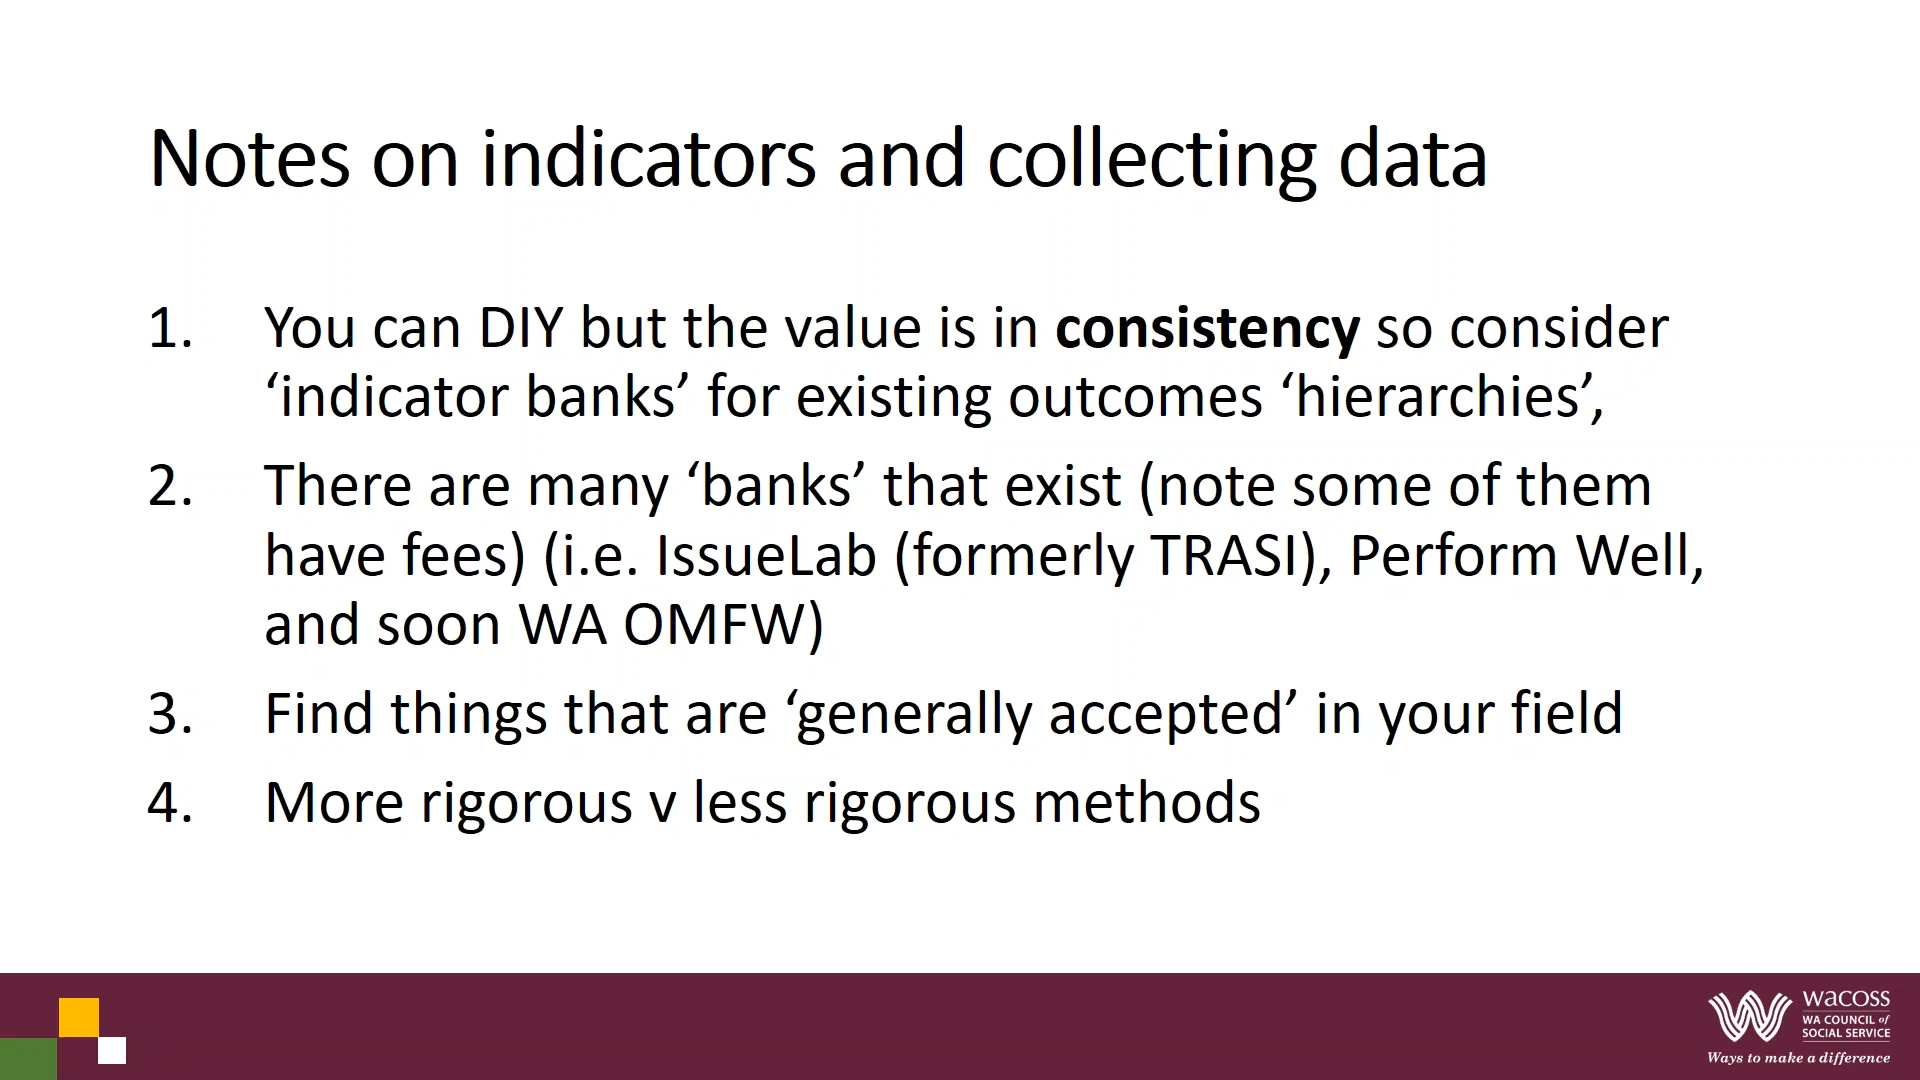 Notes on indicators and collecting data
1. You can DIY but the value is in consistency so consider
‘indicator banks’ for existing outcomes ‘hierarchies’,
2. There are many ‘banks’ that exist (note some of them
have fees) (i.e. IssueLab (formerly TRASI), Perform Well,
and soon WA OMFW)
3. Find things that are ‘generally accepted’ in your field
4. More rigorous v less rigorous methods
wacoss
WA COUNCIL of
SOCIAL SERVICE
Ways to make a difference